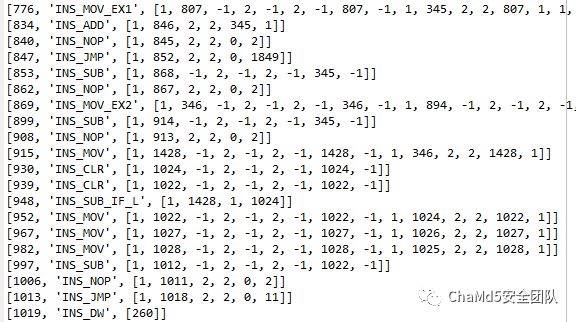 [776, 'INS_MOV_EX1', [1, 807, -1, 2, -1, 2, -1, 807, -1, 1, 345, 2, 2, 807, 1, 1,
[834, 'INS_ADD', [1, 846, 2, 2, 345, 1]]
[840, 'INS_NOP', [1, 845, 2, 2, 0, 2]]
[847, 'INS_JMP', [1, 852, 2, 2, 0, 1849]]
[853, 'INS_SUB', [1, 868, -1, 2, -1, 2, -1, 345, -1]]
[862, 'INS_NOP', [1, 867, 2, 2, 0, 2]]
[869, 'INS_MOV_EX2', [1, 346, -1, 2, -1, 2, -1, 346, -1, 1, 894, -1, 2, -1, 2, -1
[899, 'INS_SUB', [1, 914, -1, 2, -1, 2, -1, 345, -1]]
[908, 'INS_NOP', [1, 913, 2, 2, 0, 2]]
[915, 'INS_MOV', [1, 1428, -1, 2, -1, 2, -1, 1428, -1, 1, 346, 2, 2, 1428, 1]]
[930, 'INS_CLR', [1, 1024, -1, 2, -1, 2, -1, 1024, -1]]
[939, 'INS_CLR', [1, 1022, -1, 2, -1, 2, -1, 1022, -1]]
[948, 'INS_SUB_IF_L', [1, 1428, 1, 1024]]
[952, 'INS_MOV', [1, 1022, -1, 2, -1, 2, -1, 1022, -1, 1, 1024, 2, 2, 1022, 1]]
[967, 'INS_MOV', [1, 1027, -1, 2, -1, 2, -1, 1027, -1, 1, 1026, 2, 2, 1027, 1]]
[982, 'INS_MOV', [1, 1028, -1, 2, -1, 2, -1, 1028, -1, 1, 1025, 2, 2, 1028, 1]]
[997, 'INS_SUB', [1, 1012, -1, 2, -1, 2, -1, 1022, -1]]
[1006, 'INS_NOP', [1, 1011, 2, 2, 0, 2]]
[1013, 'INS_JMP', [1, 1018, 2, 2, 0, 11]]
[1019, 'INS_DW', [260]]
ChaMd5安全团队